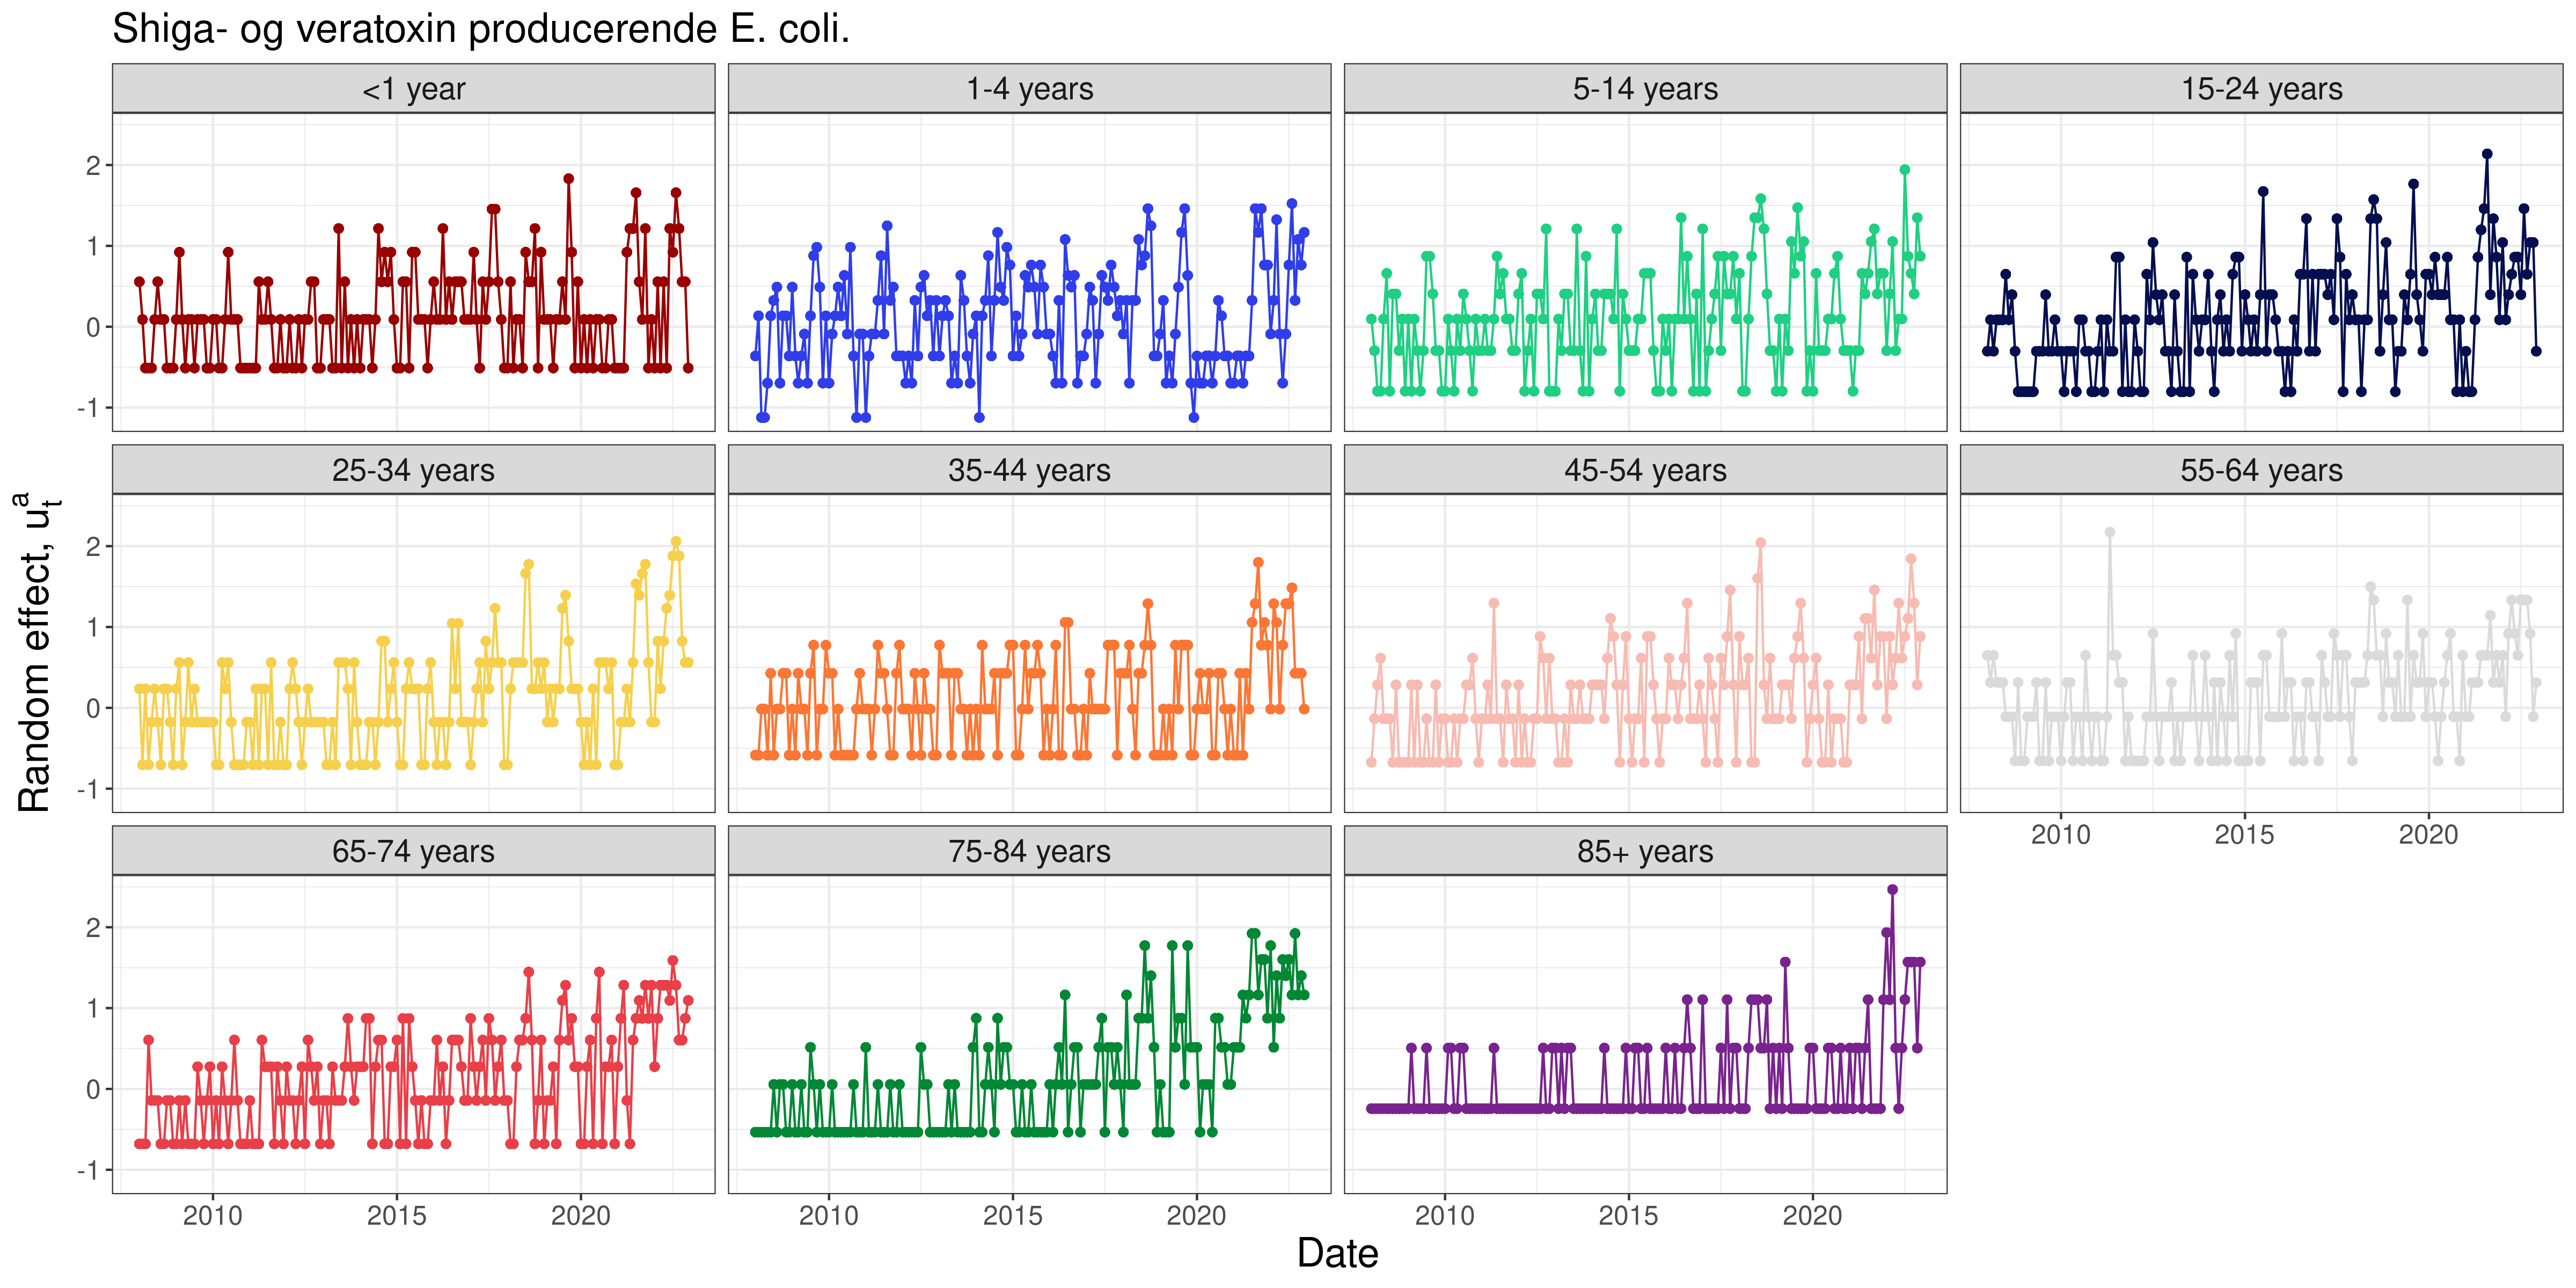 Shiga- og veratoxin producerende E. coli.
<1 year
1-4 years
5-14 years
15-24 years
2
1
0
-1
25-34 years
35-44 years
45-54 years
55-64 years
2
1
0
-1
2010
2015
2020
65-74 years
75-84 years
85+ years
2
1
0
-1
2010
2015
2020
2010
2015
2020
2010
2015
2020
Date
Random effect, u_t^a